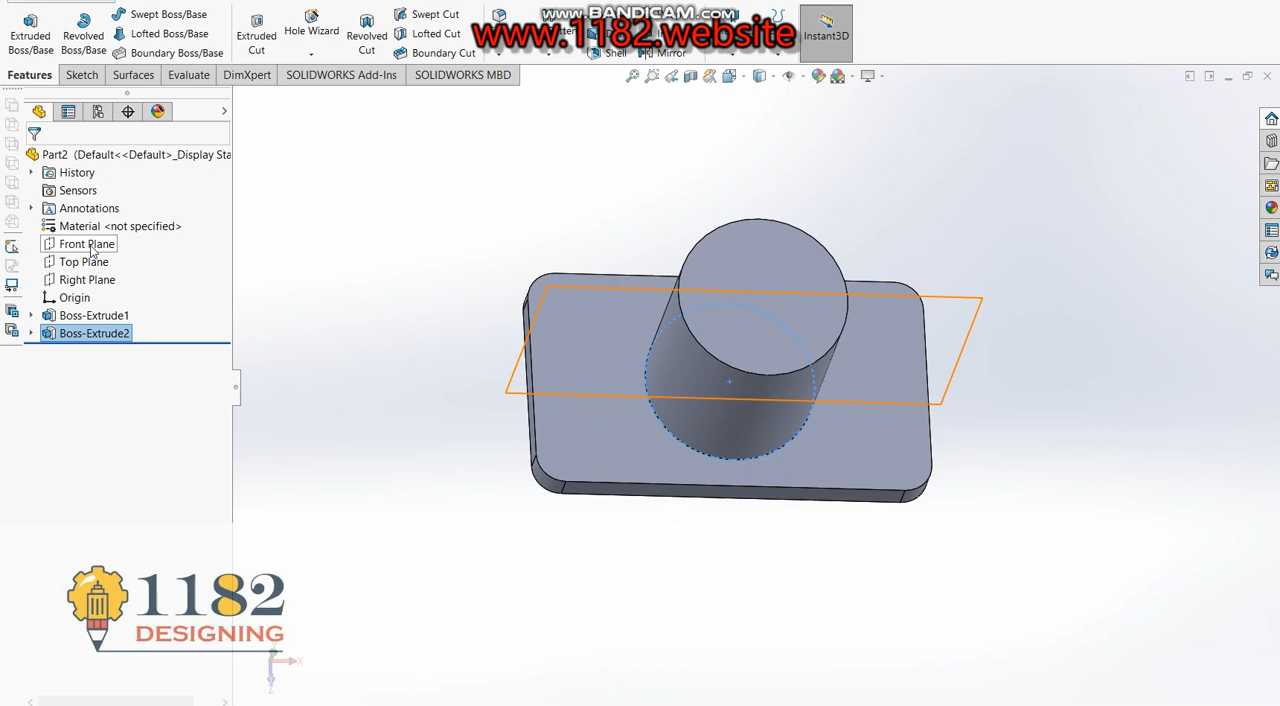 www.BANDICAM.com
www.1182.website
Extruded Boss/Base
Revolved Boss/Base
Swept Boss/Base
Lofted Boss/Base
Boundary Boss/Base
Extruded Cut
Hole Wizard
Revolved Cut
Swept Cut
Lofted Cut
Boundary Cut
Shell
Mirror
Instant3D
Features
Sketch
Surfaces
Evaluate
DimXpert
SOLIDWORKS Add-Ins
SOLIDWORKS MBD
Part2 (Default<<Default>_Display Sta
History
Sensors
Annotations
Material <not specified>
Front Plane
Top Plane
Right Plane
Origin
Boss-Extrude1
Boss-Extrude2
1182
DESIGNING
X
Z